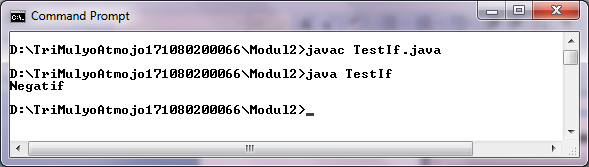 Command Prompt
D:\TriMulyoAtmojo171080200066\Modul2>javac TestIf.java
D:\TriMulyoAtmojo171080200066\Modul2>java TestIf
Negatif
D:\TriMulyoAtmojo171080200066\Modul2>_